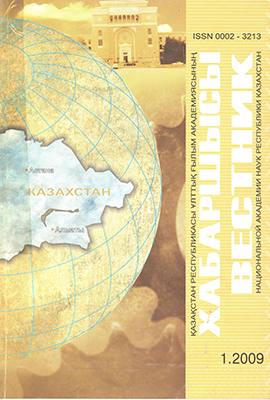 ISSN 0002 - 3213
ҚАЗАҚСТАН РЕСПУБЛИКАСЫ ҰЛТТЫҚ ҒЫЛЫМ АКАДЕМИЯСЫНЫҢ
ХАБАРШЫСЫ
ВЕСТНИК
НАЦИОНАЛЬНОЙ АКАДЕМИИ НАУК РЕСПУБЛИКИ КАЗАХСТАН
Астана
КАЗАХСТАН
Алматы
1.2009